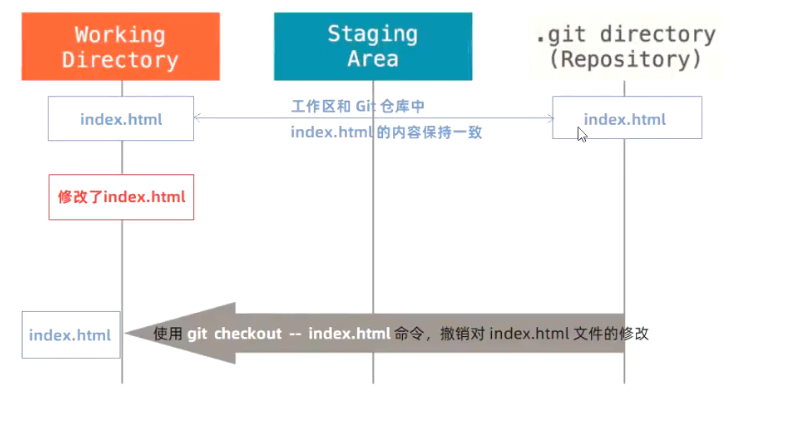 Working
Directory
Staging
Area
.git directory
(Repository)
index.html
工作区和 Git 仓库中
index.html 的内容保持一致
index.html
修改了index.html
index.html
使用 git checkout -- index.html 命令，撤销对 index.html 文件的修改